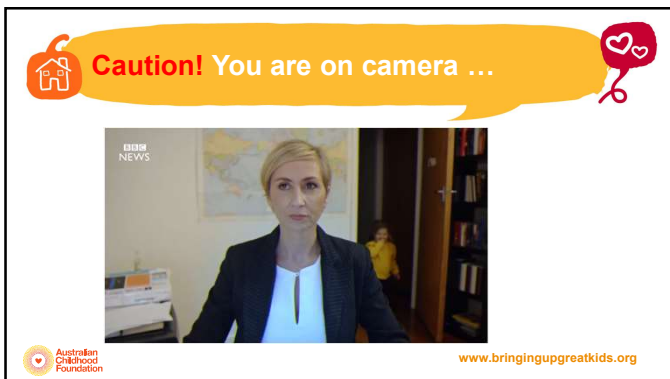 Caution! You are on camera …
BBC
NEWS
Australian
Childhood
Foundation
www.bringingupgreatkids.org